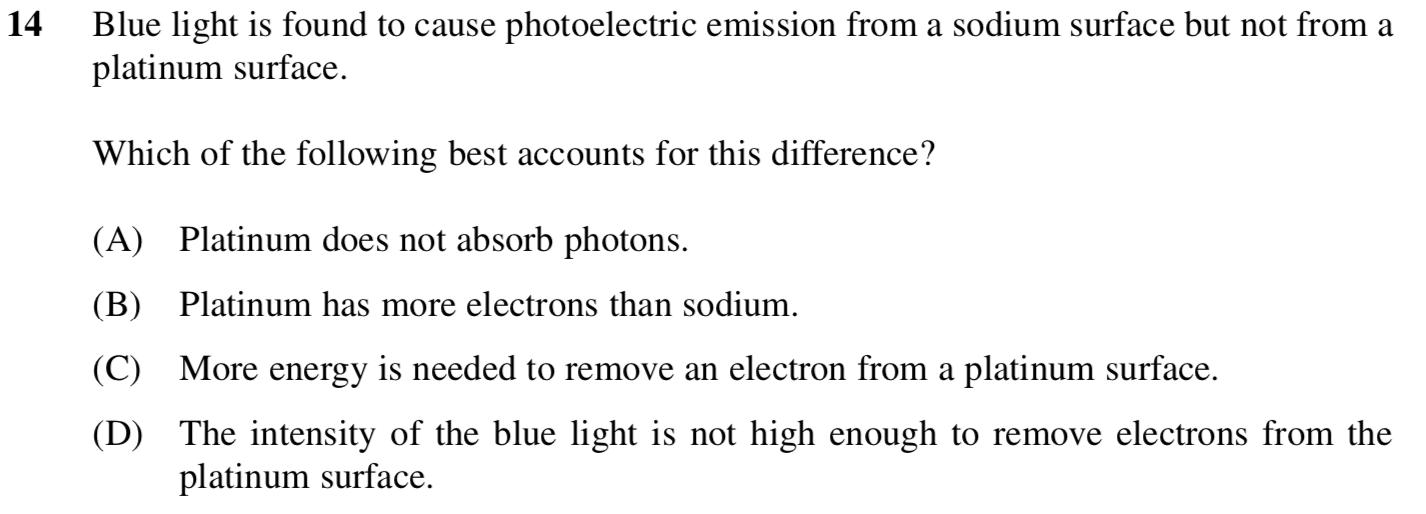 14 Blue light is found to cause photoelectric emission from a sodium surface but not from a
platinum surface.
Which of the following best accounts for this difference?
(A) Platinum does not absorb photons.
(B) Platinum has more electrons than sodium.
(C) More energy is needed to remove an electron from a platinum surface.
(D) The intensity of the blue light is not high enough to remove electrons from the
platinum surface.